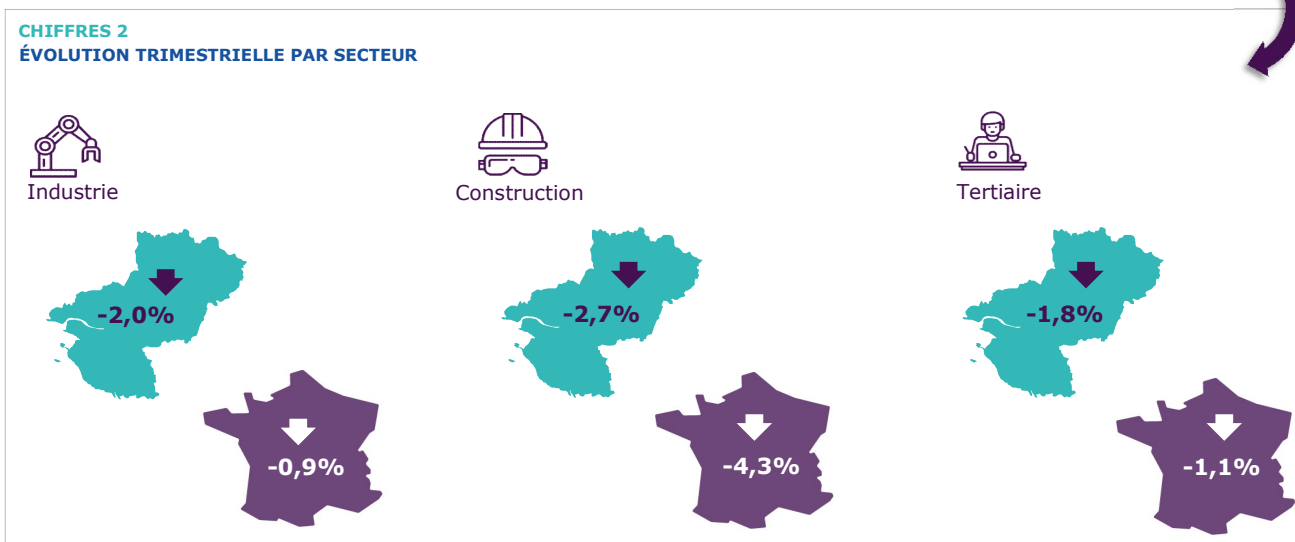 CHIFFRES 2
ÉVOLUTION TRIMESTRIELLE PAR SECTEUR
Industrie
-2,0%
-0,9%
Construction
-2,7%
-4,3%
Tertiaire
-1,8%
-1,1%